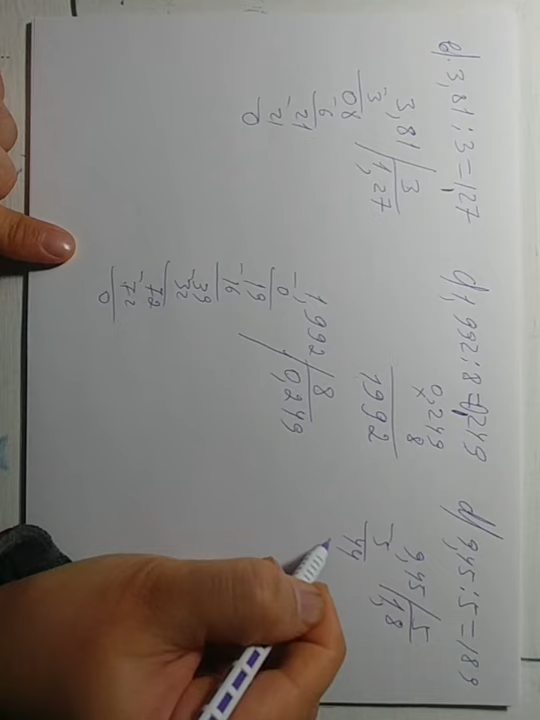 b. 3,81:3=1,27
3,81 / 3
- 3 1,27
08
- 6
21
- 21
0
d 1,992:8=0,249
0,249
× 8
1992
1,992 / 8
- 0 0,249
19
- 16
39
- 32
72
- 72
0
d 9,45:5=189
9,45 / 5
- 5 1,8
44